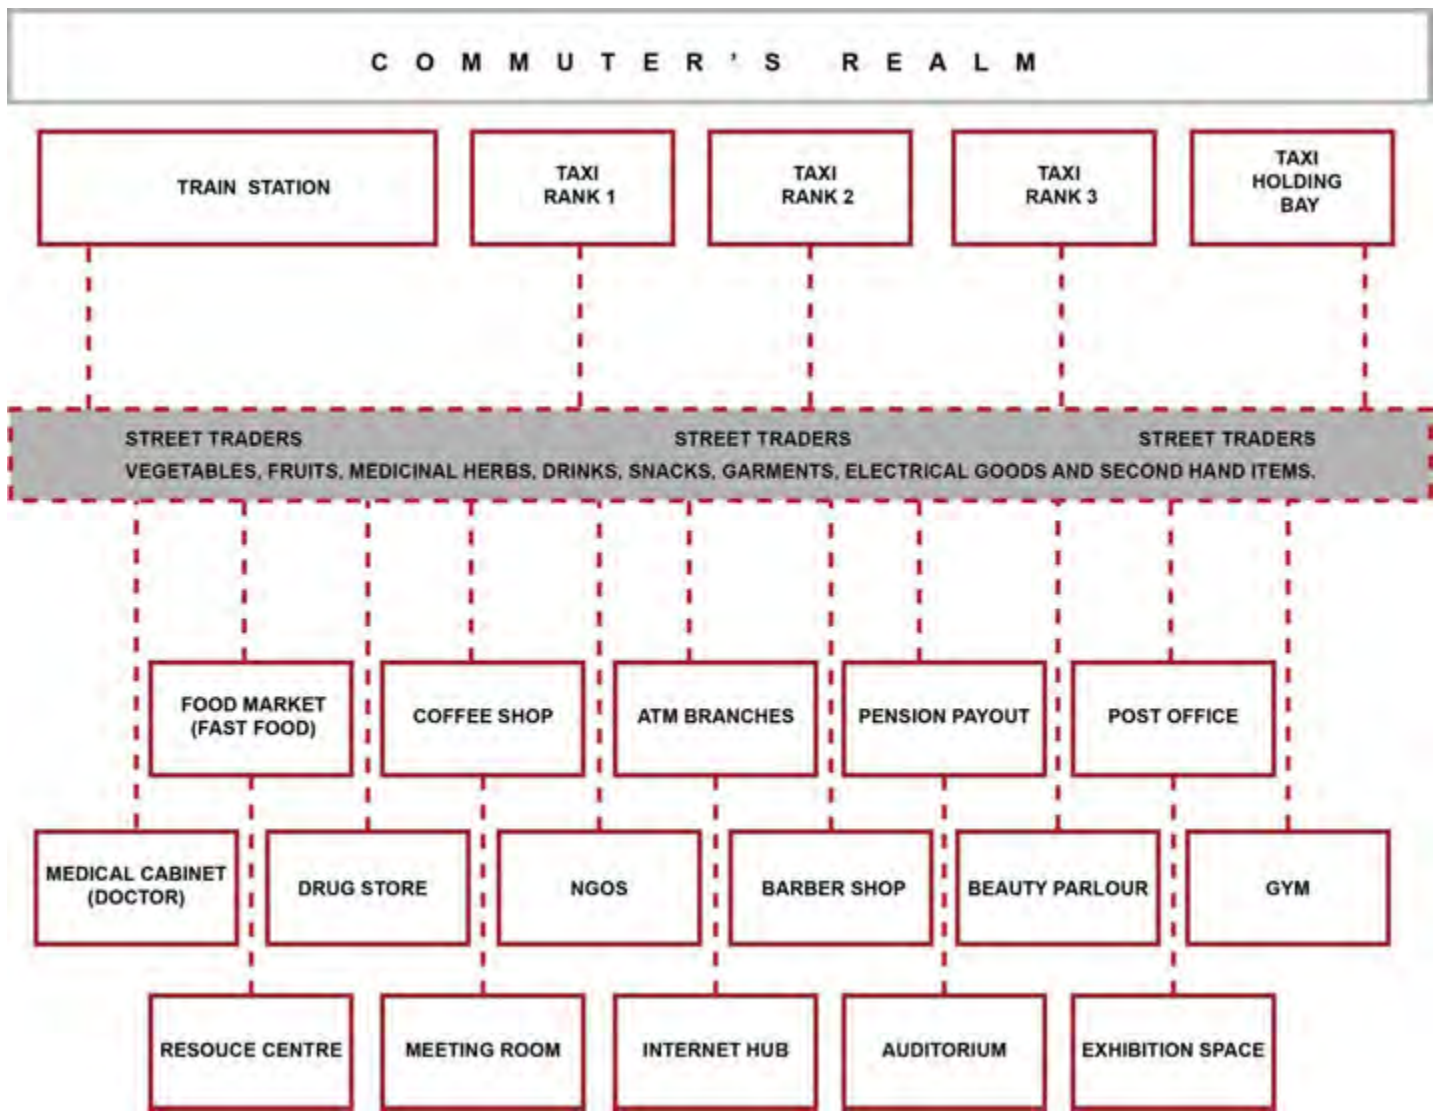 COMMUTER'S REALM
TRAIN STATION
TAXI
RANK 1
TAXI
RANK 2
TAXI
RANK 3
TAXI
HOLDING
BAY
STREET TRADERS STREET TRADERS STREET TRADERS
VEGETABLES, FRUITS, MEDICINAL HERBS, DRINKS, SNACKS, GARMENTS, ELECTRICAL GOODS AND SECOND HAND ITEMS.
FOOD MARKET
(FAST FOOD)
COFFEE SHOP
ATM BRANCHES
PENSION PAYOUT
POST OFFICE
MEDICAL CABINET
(DOCTOR)
DRUG STORE
NGOS
BARBER SHOP
BEAUTY PARLOUR
GYM
RESOUCE CENTRE
MEETING ROOM
INTERNET HUB
AUDITORIUM
EXHIBITION SPACE